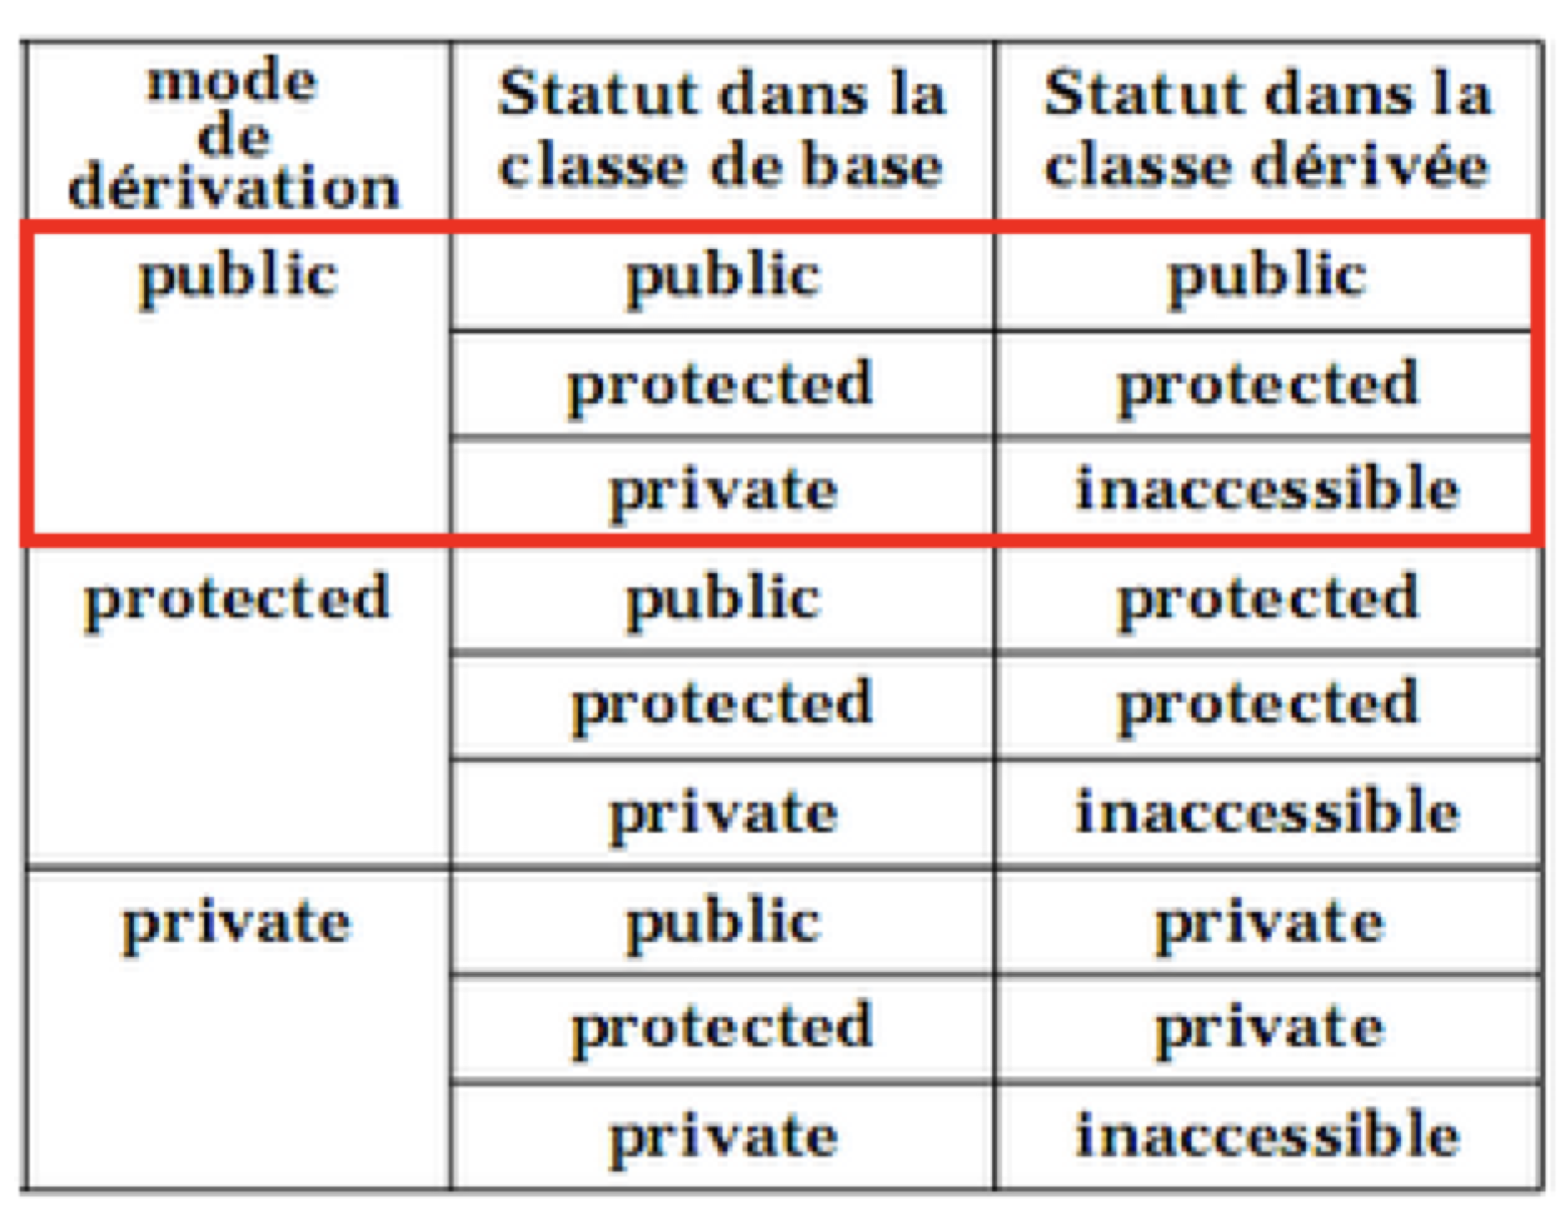 mode
de
dérivation
Statut dans la
classe de base
Statut dans la
classe dérivée
public
public
public
protected
protected
private
inaccessible
protected
public
protected
protected
protected
private
inaccessible
private
public
private
protected
private
private
inaccessible